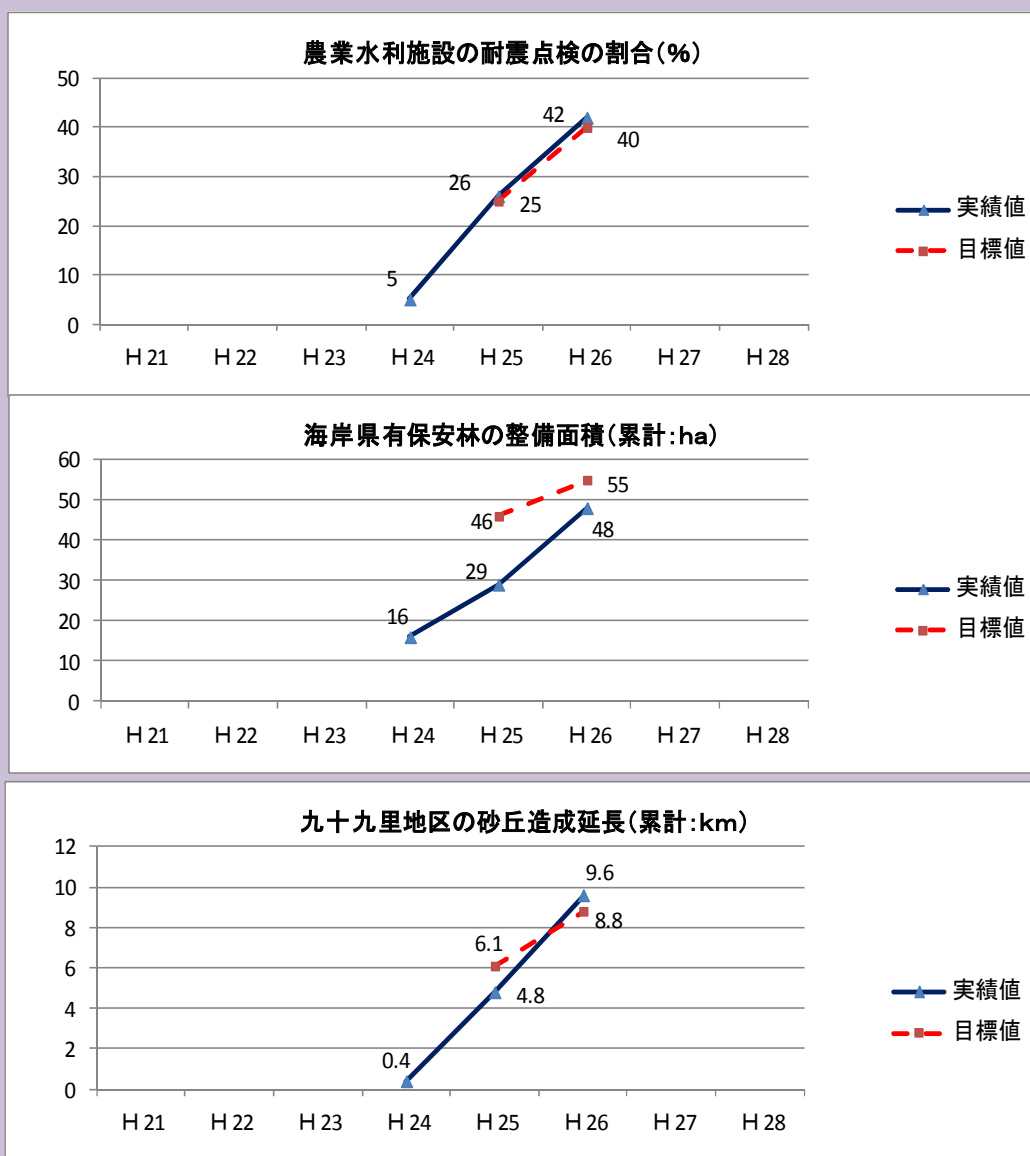 農業水利施設の耐震点検の割合(%)
50
40
30
20
10
0
42
40
26
25
5
H 21 H 22 H 23 H 24 H 25 H 26 H 27 H 28
実績値
目標値
海岸県有保安林の整備面積(累計:ha)
60
50
40
30
20
10
0
55
46
48
29
16
H 21 H 22 H 23 H 24 H 25 H 26 H 27 H 28
実績値
目標値
九十九里地区の砂丘造成延長(累計:km)
12
10
8
6
4
2
0
9.6
8.8
6.1
4.8
0.4
H 21 H 22 H 23 H 24 H 25 H 26 H 27 H 28
実績値
目標値